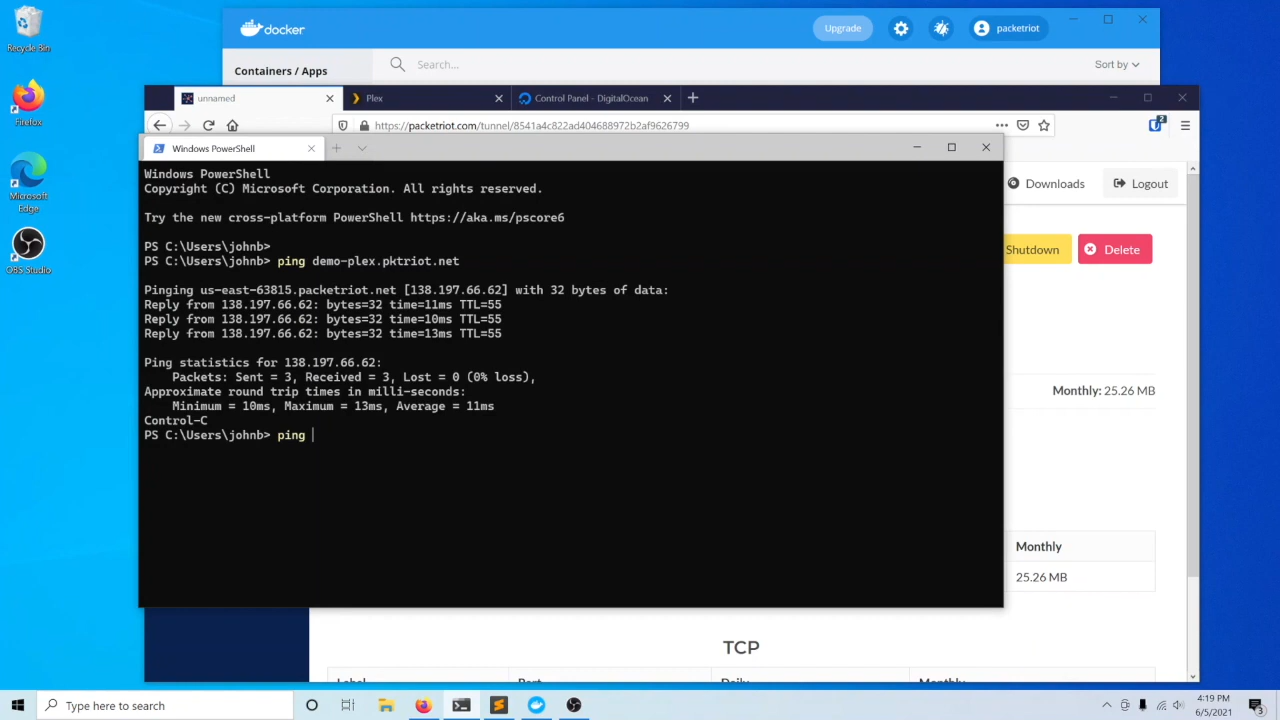 Recycle Bin
Firefox
Microsoft
Edge
OBS Studio
docker
Upgrade
packetriot
Containers / Apps
Search...
Sort by
unnamed
Plex
Control Panel - DigitalOcean
https://packetriot.com/tunnel/8541a4c822ad404688972b2af9626799
2
Windows PowerShell
Downloads
Logout
Shutdown
Delete
Windows PowerShell
Copyright (C) Microsoft Corporation. All rights reserved.
Try the new cross-platform PowerShell https://aka.ms/pscore6
PS C:\Users\johnb>
PS C:\Users\johnb> ping demo-plex.pktriot.net
Pinging us-east-63815.packetriot.net [138.197.66.62] with 32 bytes of data:
Reply from 138.197.66.62: bytes=32 time=11ms TTL=55
Reply from 138.197.66.62: bytes=32 time=10ms TTL=55
Reply from 138.197.66.62: bytes=32 time=13ms TTL=55
Ping statistics for 138.197.66.62:
Packets: Sent = 3, Received = 3, Lost = 0 (0% loss),
Approximate round trip times in milli-seconds:
Minimum = 10ms, Maximum = 13ms, Average = 11ms
Control-C
PS C:\Users\johnb> ping
Monthly: 25.26 MB
Monthly
25.26 MB
TCP
Label
Port
Daily
Monthly
Type here to search
4:19 PM
6/5/2021
3